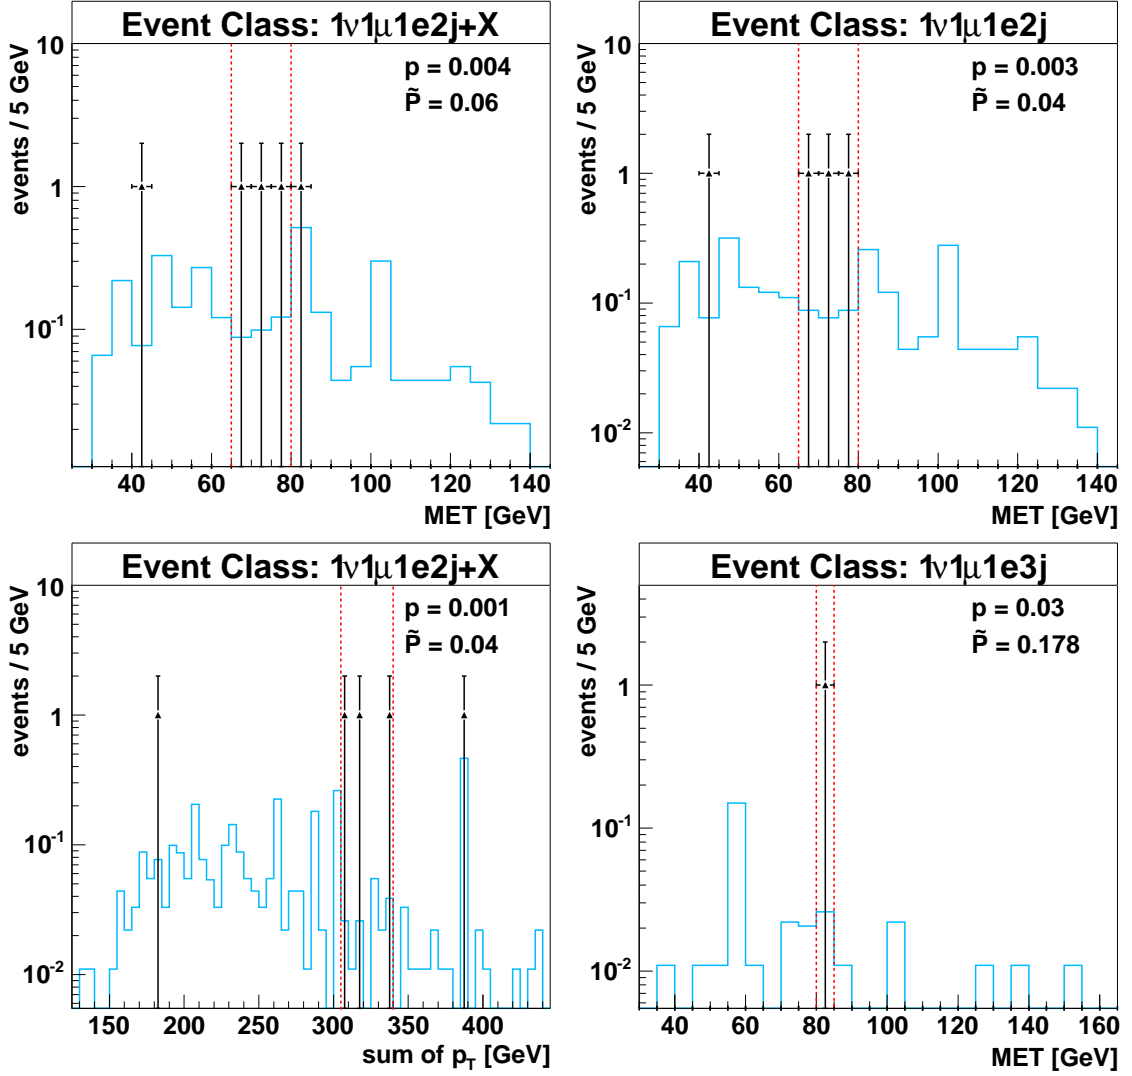 Event Class: 1ν1μ1e2j+X
events / 5 GeV
p = 0.004
P̃ = 0.06
10
1
10⁻¹
40 60 80 100 120 140
MET [GeV]
Event Class: 1ν1μ1e2j
events / 5 GeV
p = 0.003
P̃ = 0.04
10
1
10⁻¹
10⁻²
40 60 80 100 120 140
MET [GeV]
Event Class: 1ν1μ1e2j+X
events / 5 GeV
p = 0.001
P̃ = 0.04
10
1
10⁻¹
10⁻²
150 200 250 300 350 400
sum of p_T [GeV]
Event Class: 1ν1μ1e3j
events / 5 GeV
p = 0.03
P̃ = 0.178
1
10⁻¹
10⁻²
40 60 80 100 120 140 160
MET [GeV]